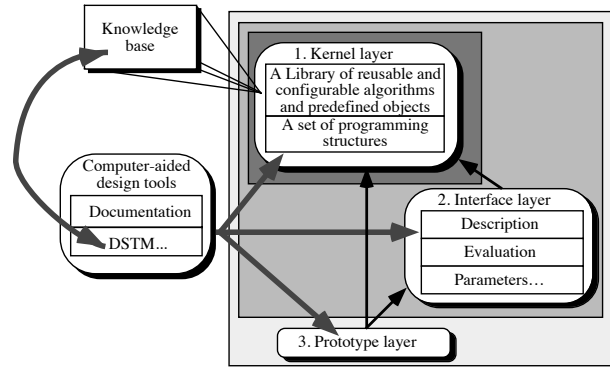 Knowledge
base
1. Kernel layer
A Library of reusable and
configurable algorithms
and predefined objects
A set of programming
structures
Computer-aided
design tools
Documentation
DSTM...
2. Interface layer
Description
Evaluation
Parameters…
3. Prototype layer